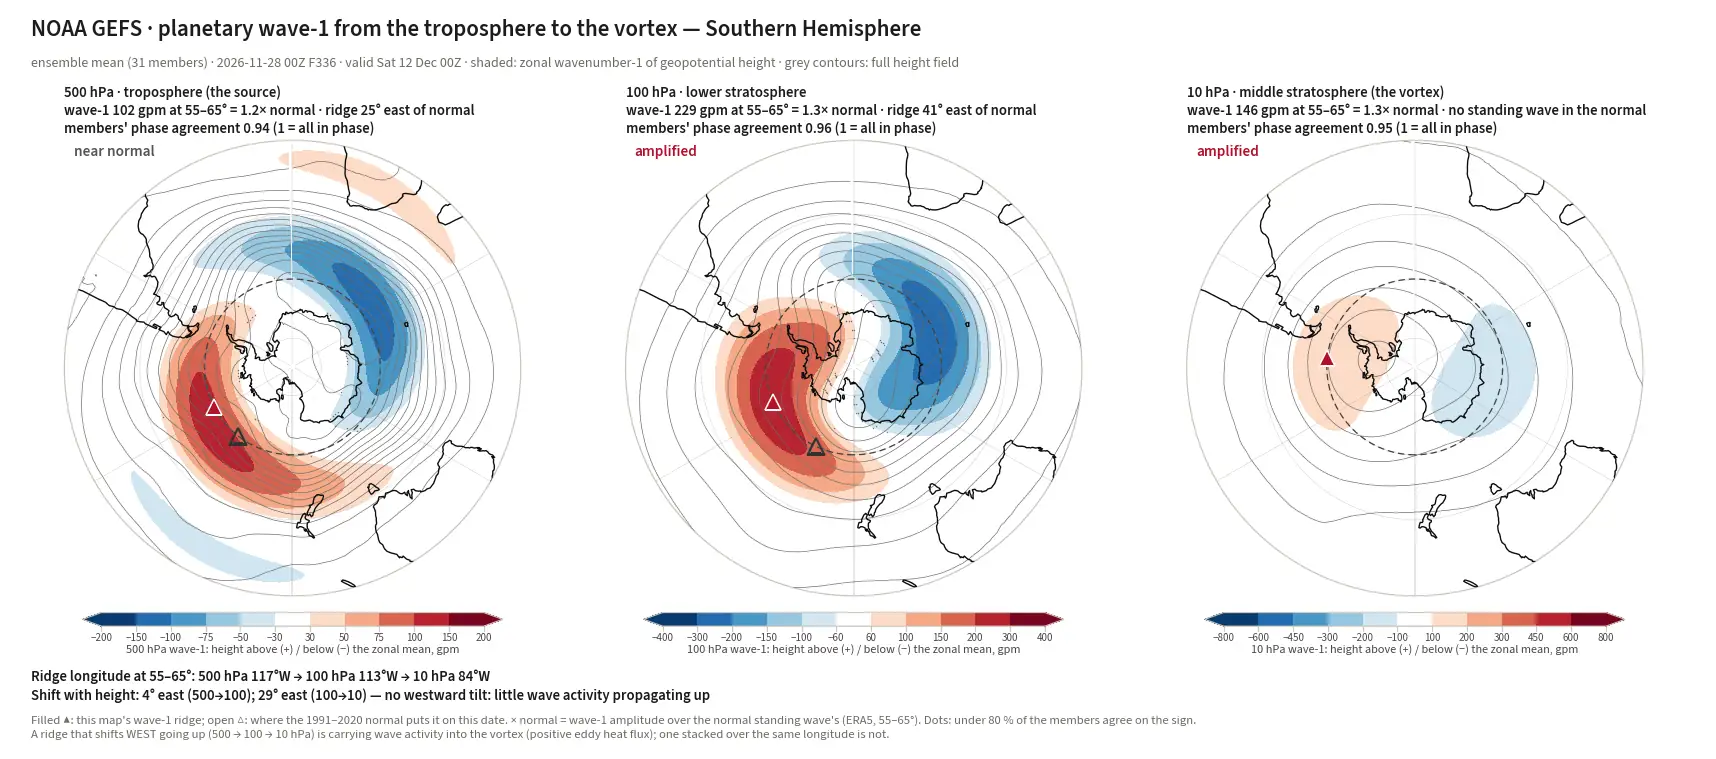 NOAA GEFS · planetary wave-1 from the troposphere to the vortex — Southern Hemisphere
ensemble mean (31 members) · 2026-11-28 00Z F336 · valid Sat 12 Dec 00Z · shaded: zonal wavenumber-1 of geopotential height · grey contours: full height field
500 hPa · troposphere (the source)
wave-1 102 gpm at 55–65° = 1.2× normal · ridge 25° east of normal
members' phase agreement 0.94 (1 = all in phase)
near normal
100 hPa · lower stratosphere
wave-1 229 gpm at 55–65° = 1.3× normal · ridge 41° east of normal
members' phase agreement 0.96 (1 = all in phase)
amplified
10 hPa · middle stratosphere (the vortex)
wave-1 146 gpm at 55–65° = 1.3× normal · no standing wave in the normal
members' phase agreement 0.95 (1 = all in phase)
amplified
−200 −150 −100 −75 −50 −30 30 50 75 100 150 200
500 hPa wave-1: height above (+) / below (−) the zonal mean, gpm
−400 −300 −200 −150 −100 −60 60 100 150 200 300 400
100 hPa wave-1: height above (+) / below (−) the zonal mean, gpm
−800 −600 −450 −300 −200 −100 100 200 300 450 600 800
10 hPa wave-1: height above (+) / below (−) the zonal mean, gpm
Ridge longitude at 55–65°: 500 hPa 117°W → 100 hPa 113°W → 10 hPa 84°W
Shift with height: 4° east (500→100); 29° east (100→10) — no westward tilt: little wave activity propagating up
Filled ▲: this map's wave-1 ridge; open △: where the 1991–2020 normal puts it on this date. × normal = wave-1 amplitude over the normal standing wave's (ERA5, 55–65°). Dots: under 80 % of the members agree on the sign.
A ridge that shifts WEST going up (500 → 100 → 10 hPa) is carrying wave activity into the vortex (positive eddy heat flux); one stacked over the same longitude is not.